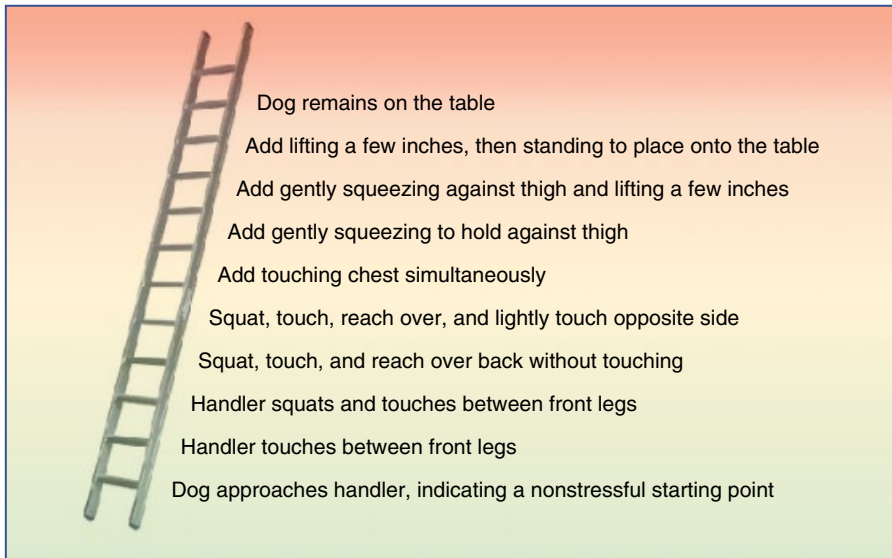 Dog remains on the table
Add lifting a few inches, then standing to place onto the table
Add gently squeezing against thigh and lifting a few inches
Add gently squeezing to hold against thigh
Add touching chest simultaneously
Squat, touch, reach over, and lightly touch opposite side
Squat, touch, and reach over back without touching
Handler squats and touches between front legs
Handler touches between front legs
Dog approaches handler, indicating a nonstressful starting point